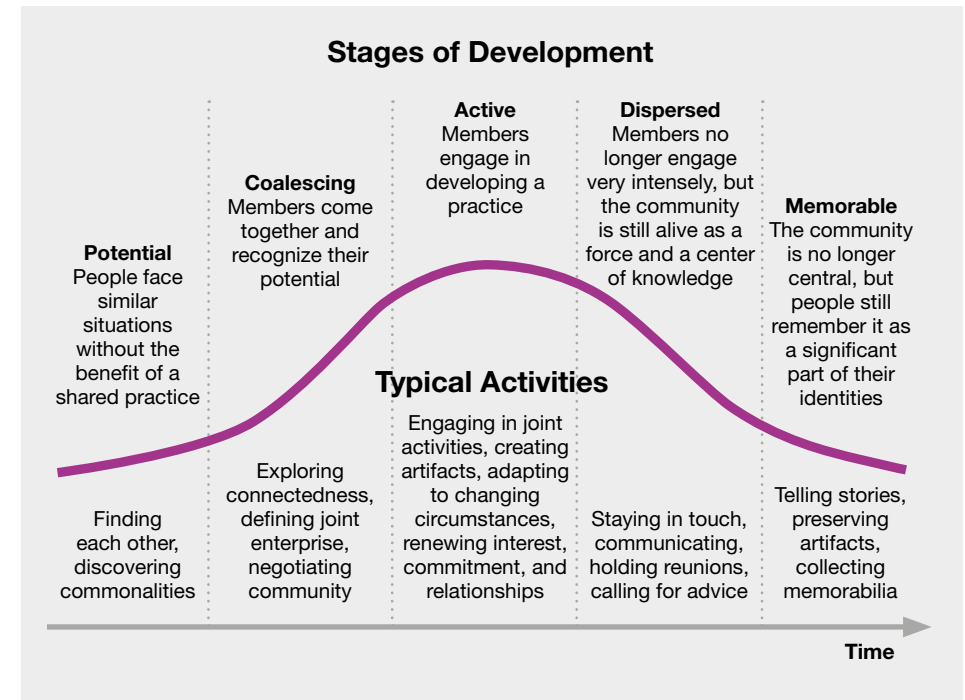 Stages of Development
Potential
People face
similar
situations
without the
benefit of a
shared practice
Coalescing
Members come
together and
recognize their
potential
Active
Members
engage in
developing a
practice
Dispersed
Members no
longer engage
very intensely, but
the community
is still alive as a
force and a center
of knowledge
Memorable
The community
is no longer
central, but
people still
remember it as
a significant
part of their
identities
Typical Activities
Finding
each other,
discovering
commonalities
Exploring
connectedness,
defining joint
enterprise,
negotiating
community
Engaging in joint
activities, creating
artifacts, adapting
to changing
circumstances,
renewing interest,
commitment, and
relationships
Staying in touch,
communicating,
holding reunions,
calling for advice
Telling stories,
preserving
artifacts,
collecting
memorabilia
Time